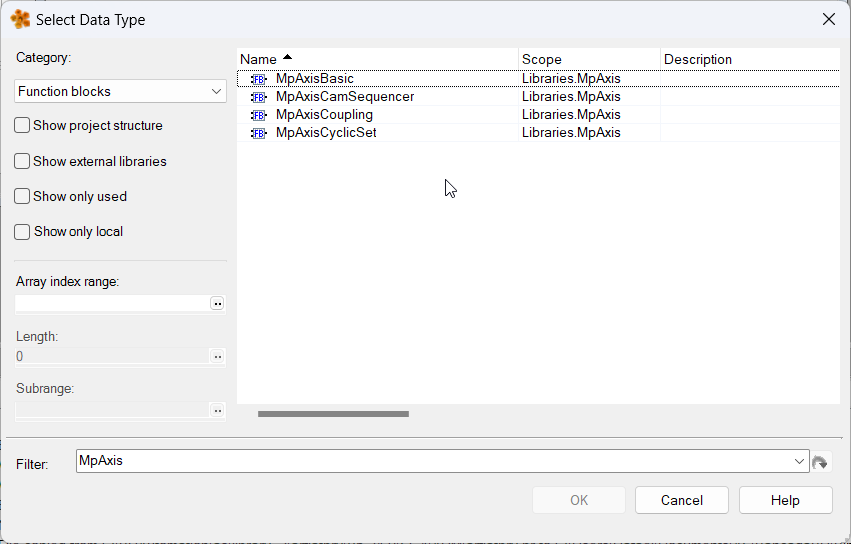 Select Data Type
Category:
Function blocks
Show project structure
Show external libraries
Show only used
Show only local
Array index range:
Length:
0
Subrange:
Name Scope Description
FB MpAxisBasic Libraries.MpAxis
FB MpAxisCamSequencer Libraries.MpAxis
FB MpAxisCoupling Libraries.MpAxis
FB MpAxisCyclicSet Libraries.MpAxis
Filter: MpAxis
OK Cancel Help